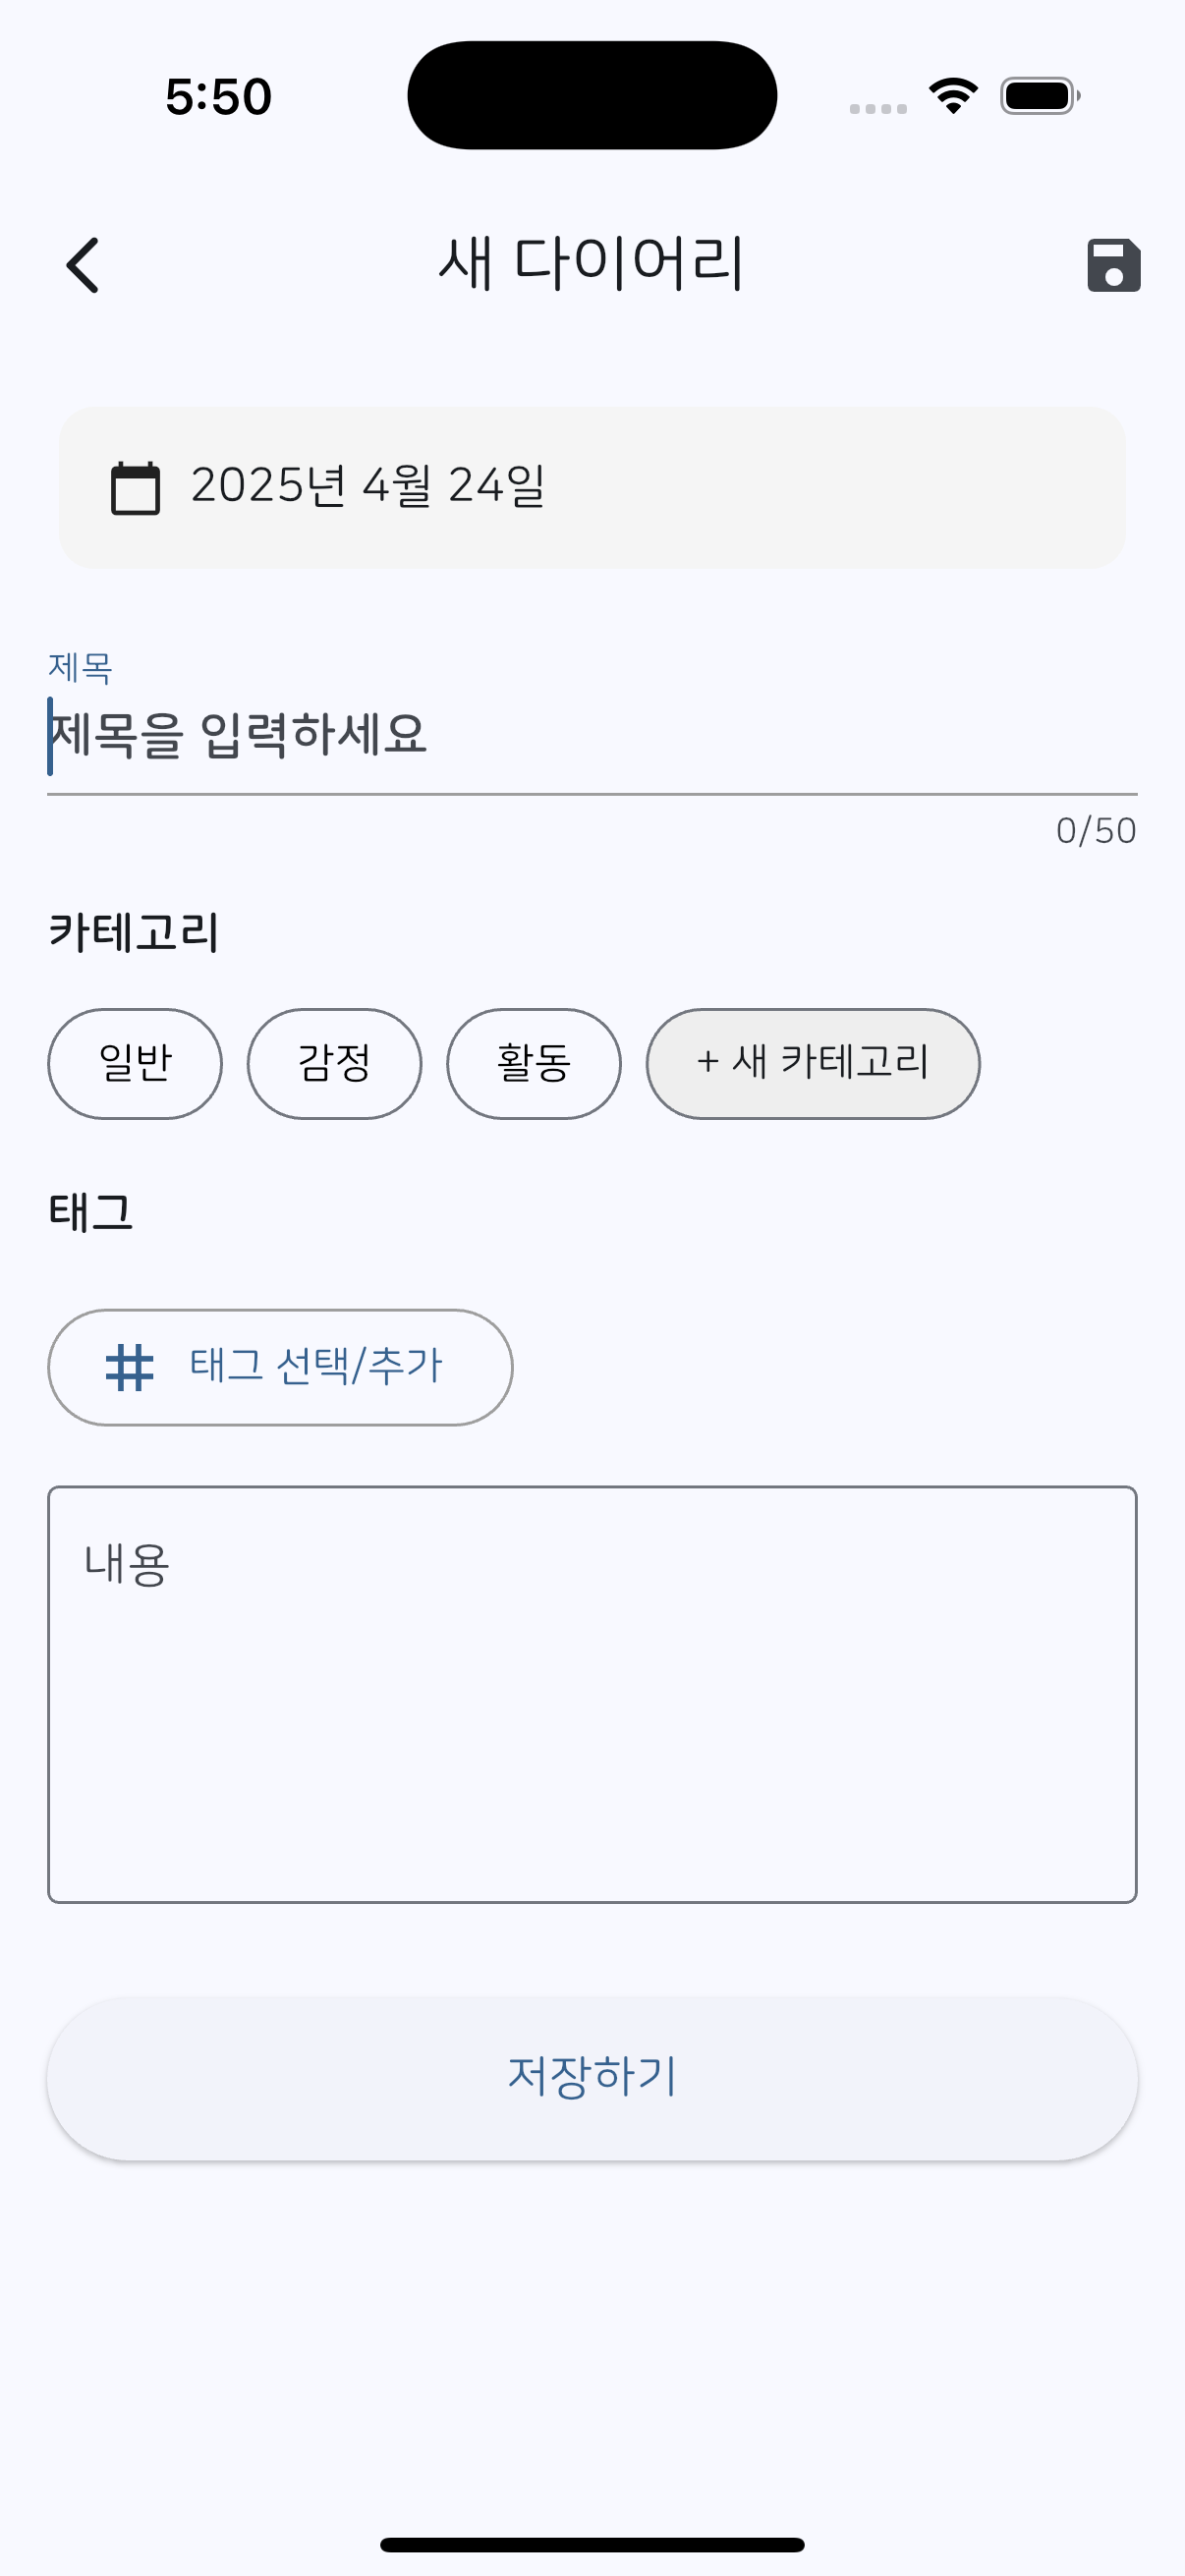 5:50
새 다이어리
2025년 4월 24일
제목
제목을 입력하세요
0/50
카테고리
일반 감정 활동 + 새 카테고리
태그
# 태그 선택/추가
내용
저장하기